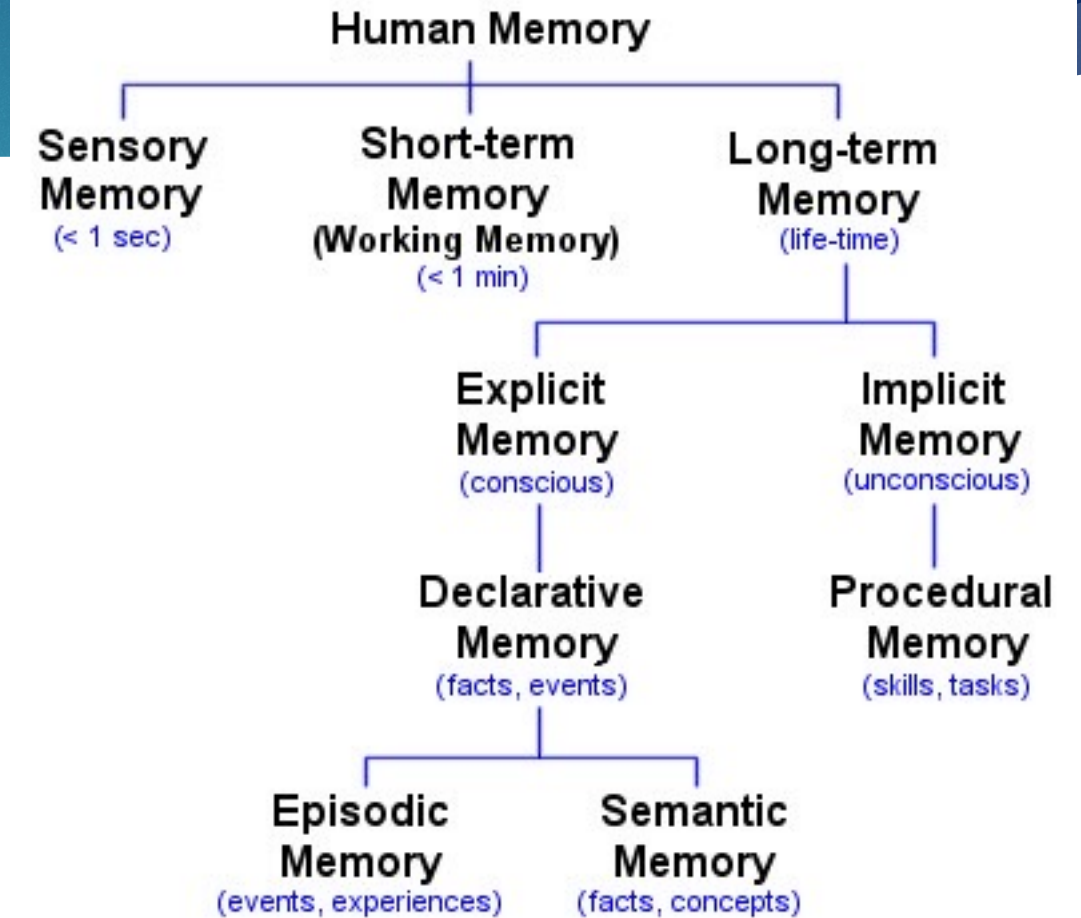 Human Memory
Sensory
Memory
(< 1 sec)
Short-term
Memory
(Working Memory)
(< 1 min)
Long-term
Memory
(life-time)
Explicit
Memory
(conscious)
Implicit
Memory
(unconscious)
Declarative
Memory
(facts, events)
Procedural
Memory
(skills, tasks)
Episodic
Memory
(events, experiences)
Semantic
Memory
(facts, concepts)